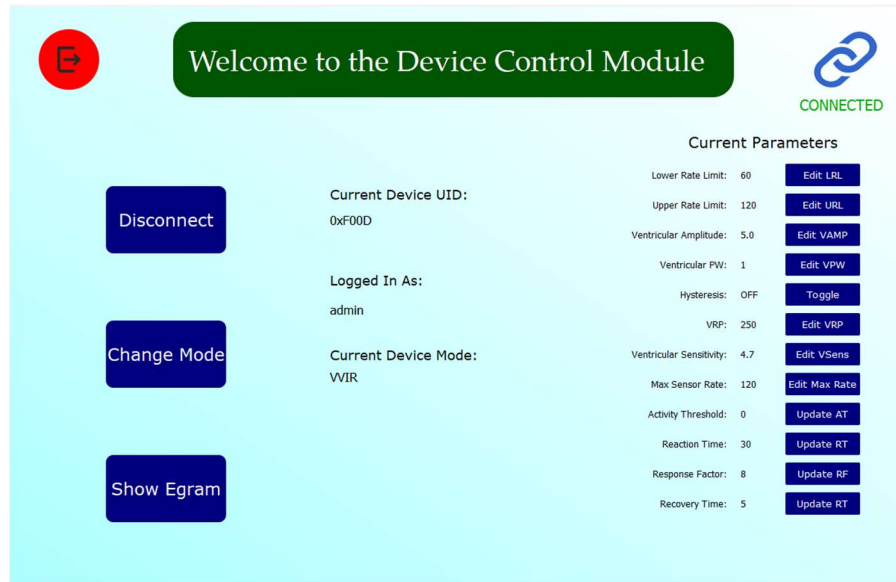 Welcome to the Device Control Module
CONNECTED
Disconnect
Change Mode
Show Egram
Current Device UID:
0xF00D
Logged In As:
admin
Current Device Mode:
VVIR
Current Parameters
Lower Rate Limit: 60 Edit LRL
Upper Rate Limit: 120 Edit URL
Ventricular Amplitude: 5.0 Edit VAMP
Ventricular PW: 1 Edit VPW
Hysteresis: OFF Toggle
VRP: 250 Edit VRP
Ventricular Sensitivity: 4.7 Edit VSens
Max Sensor Rate: 120 Edit Max Rate
Activity Threshold: 0 Update AT
Reaction Time: 30 Update RT
Response Factor: 8 Update RF
Recovery Time: 5 Update RT